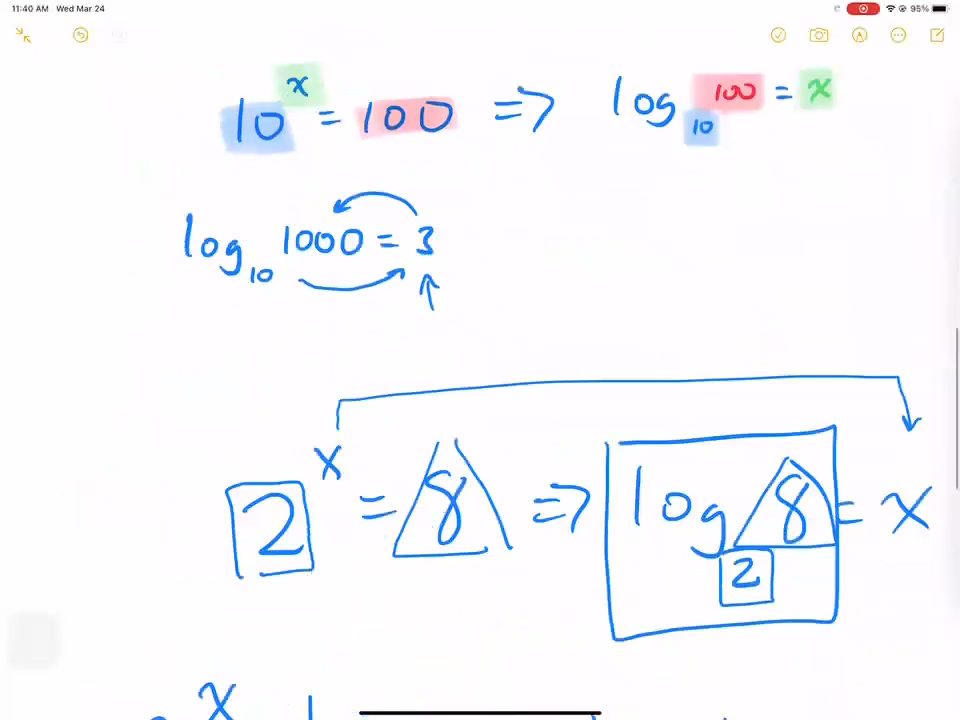 11:40 AM Wed Mar 24 95%
10^x = 100 => log_10 100 = x
log_10 1000 = 3
2^x = 8 => log_2 8 = x
x